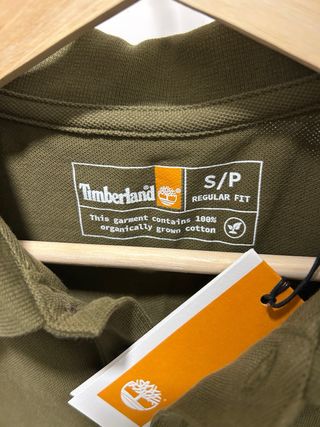 Timberland
S/P
REGULAR FIT
This garment contains 100%
organically grown cotton